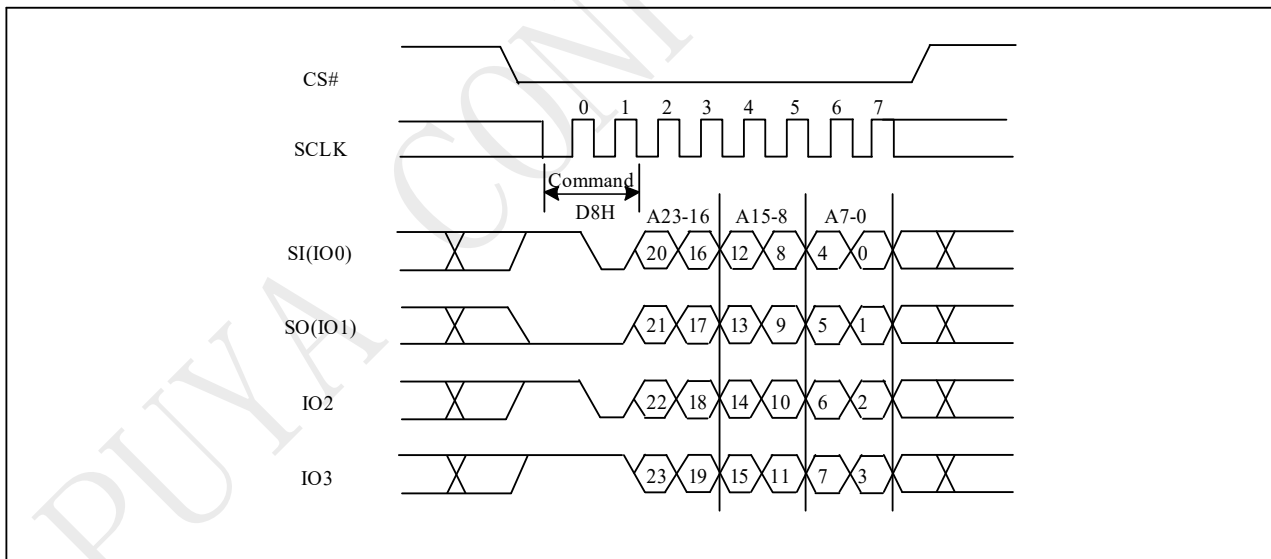 CS#
0 1 2 3 4 5 6 7
SCLK
Command
D8H
A23-16 A15-8 A7-0
SI(IO0) 20 16 12 8 4 0
SO(IO1) 21 17 13 9 5 1
IO2 22 18 14 10 6 2
IO3 23 19 15 11 7 3
PUYA CONF